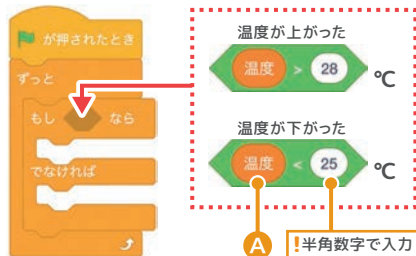 が押されたとき
ずっと
もし なら
でなければ
温度が上がった
温度 > 28 ℃
温度が下がった
温度 < 25 ℃
A
!半角数字で入力